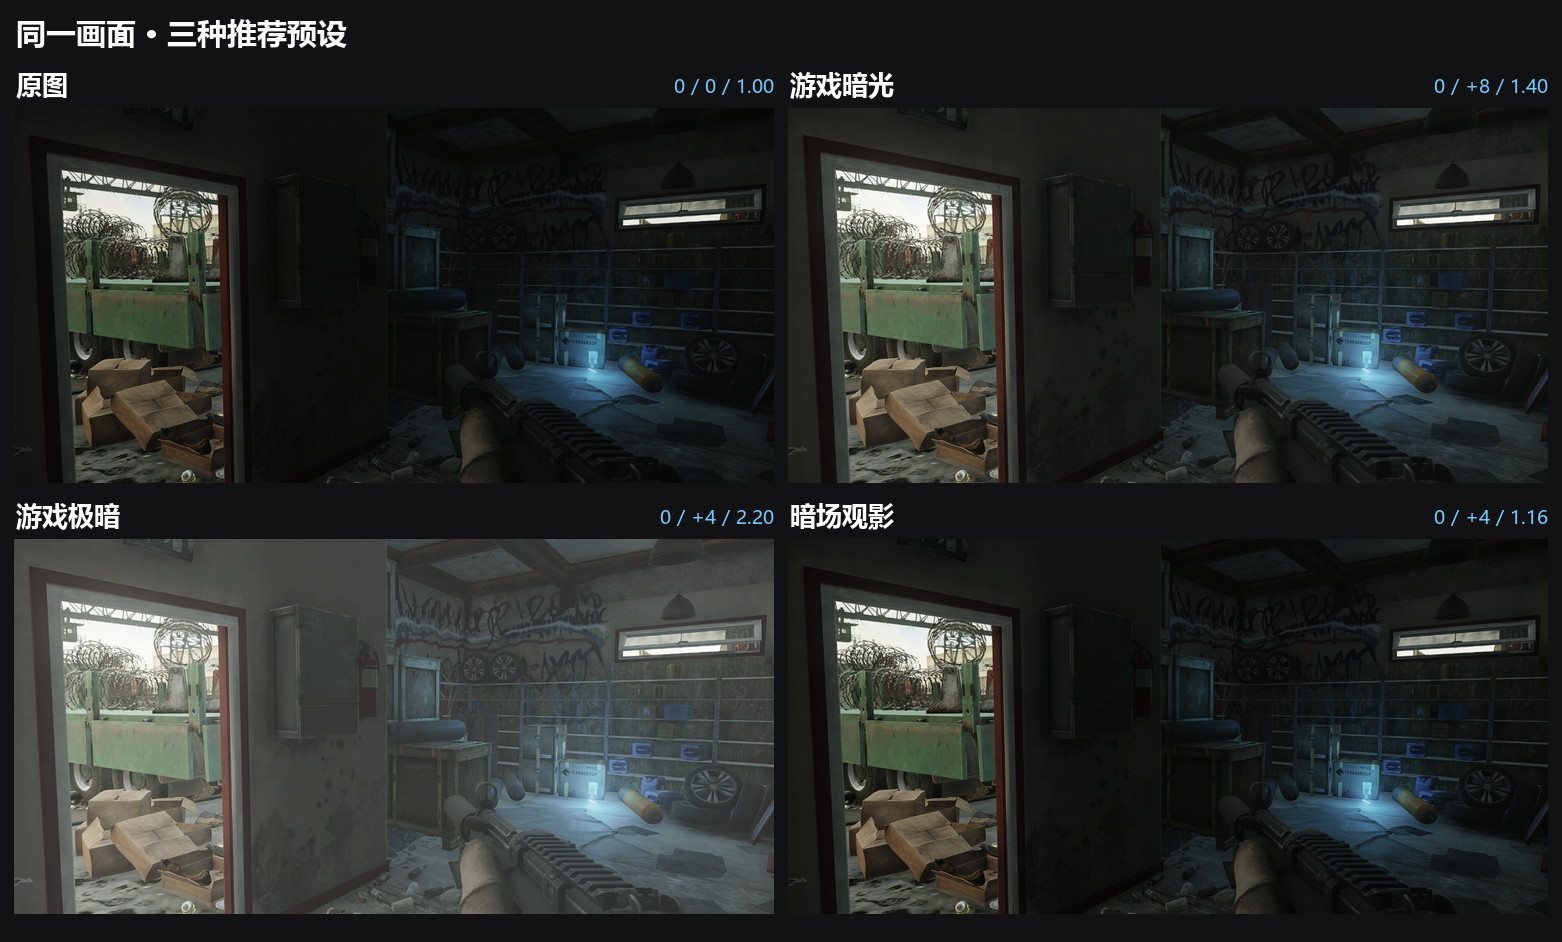 同一画面 • 三种推荐预设
原图
0 / 0 / 1.00
游戏暗光
0 / +8 / 1.40
游戏极暗
0 / +4 / 2.20
暗场观影
0 / +4 / 1.16